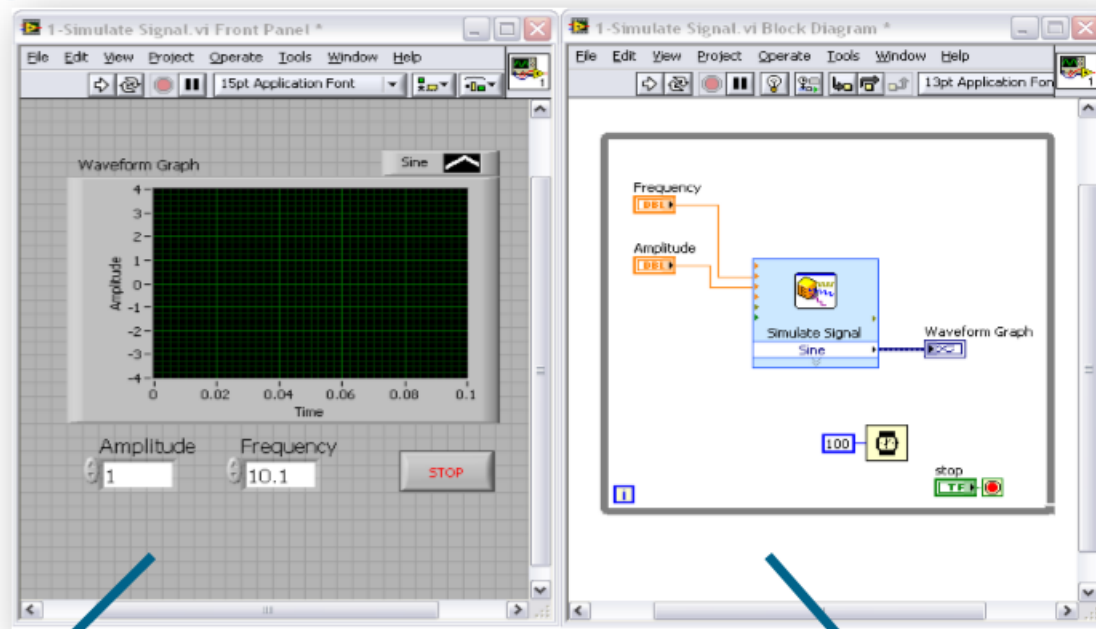 1-Simulate Signal.vi Front Panel *
File Edit View Project Operate Tools Window Help
15pt Application Font
1
Waveform Graph
Sine
4
3
2
1
0
-1
-2
-3
-4
Amplitude
0 0.02 0.04 0.06 0.08 0.1
Time
Amplitude Frequency
1 10.1 STOP
1-Simulate Signal.vi Block Diagram *
File Edit View Project Operate Tools Window Help
13pt Application Fon
1
Frequency
DBL
Amplitude
DBL
Simulate Signal
Sine
Waveform Graph
100
stop
TF
i